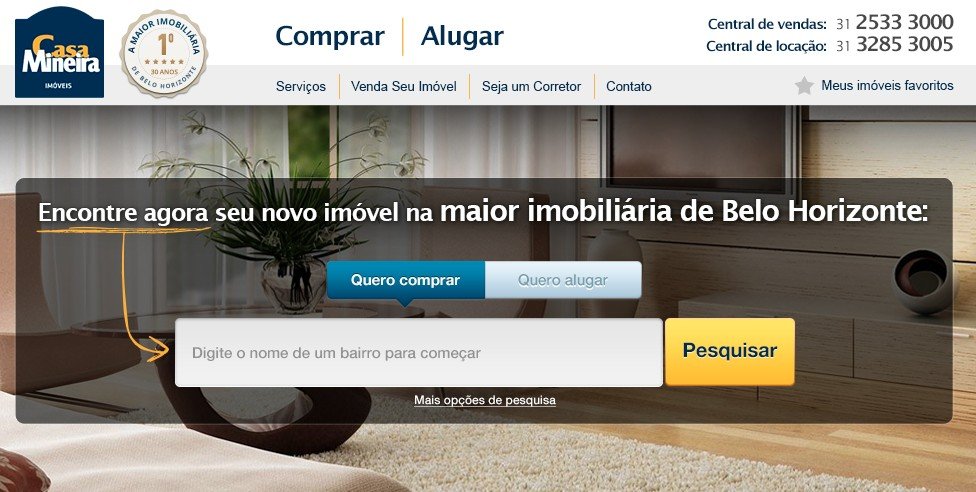 Casa
Mineira
IMÓVEIS
A MAIOR IMOBILIÁRIA
1º
30 ANOS
DE BELO HORIZONTE
Comprar
Alugar
Central de vendas: 31 2533 3000
Central de locação: 31 3285 3005
Serviços
Venda Seu Imóvel
Seja um Corretor
Contato
Meus imóveis favoritos
Encontre agora seu novo imóvel na maior imobiliária de Belo Horizonte:
Quero comprar
Quero alugar
Digite o nome de um bairro para começar
Pesquisar
Mais opções de pesquisa